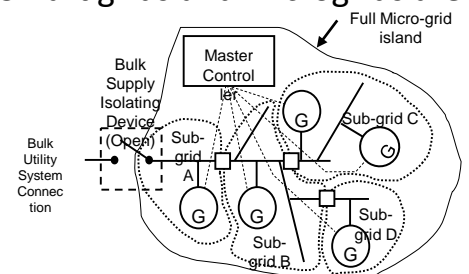 Full Micro-grid
island
Master
Control
ler
Bulk
Supply
Isolating
Device
(Open)
Bulk
Utility
System
Connec
tion
Sub-
grid
A
G
G
Sub-
grid B
G
Sub-grid C
G
Sub-
grid D
G